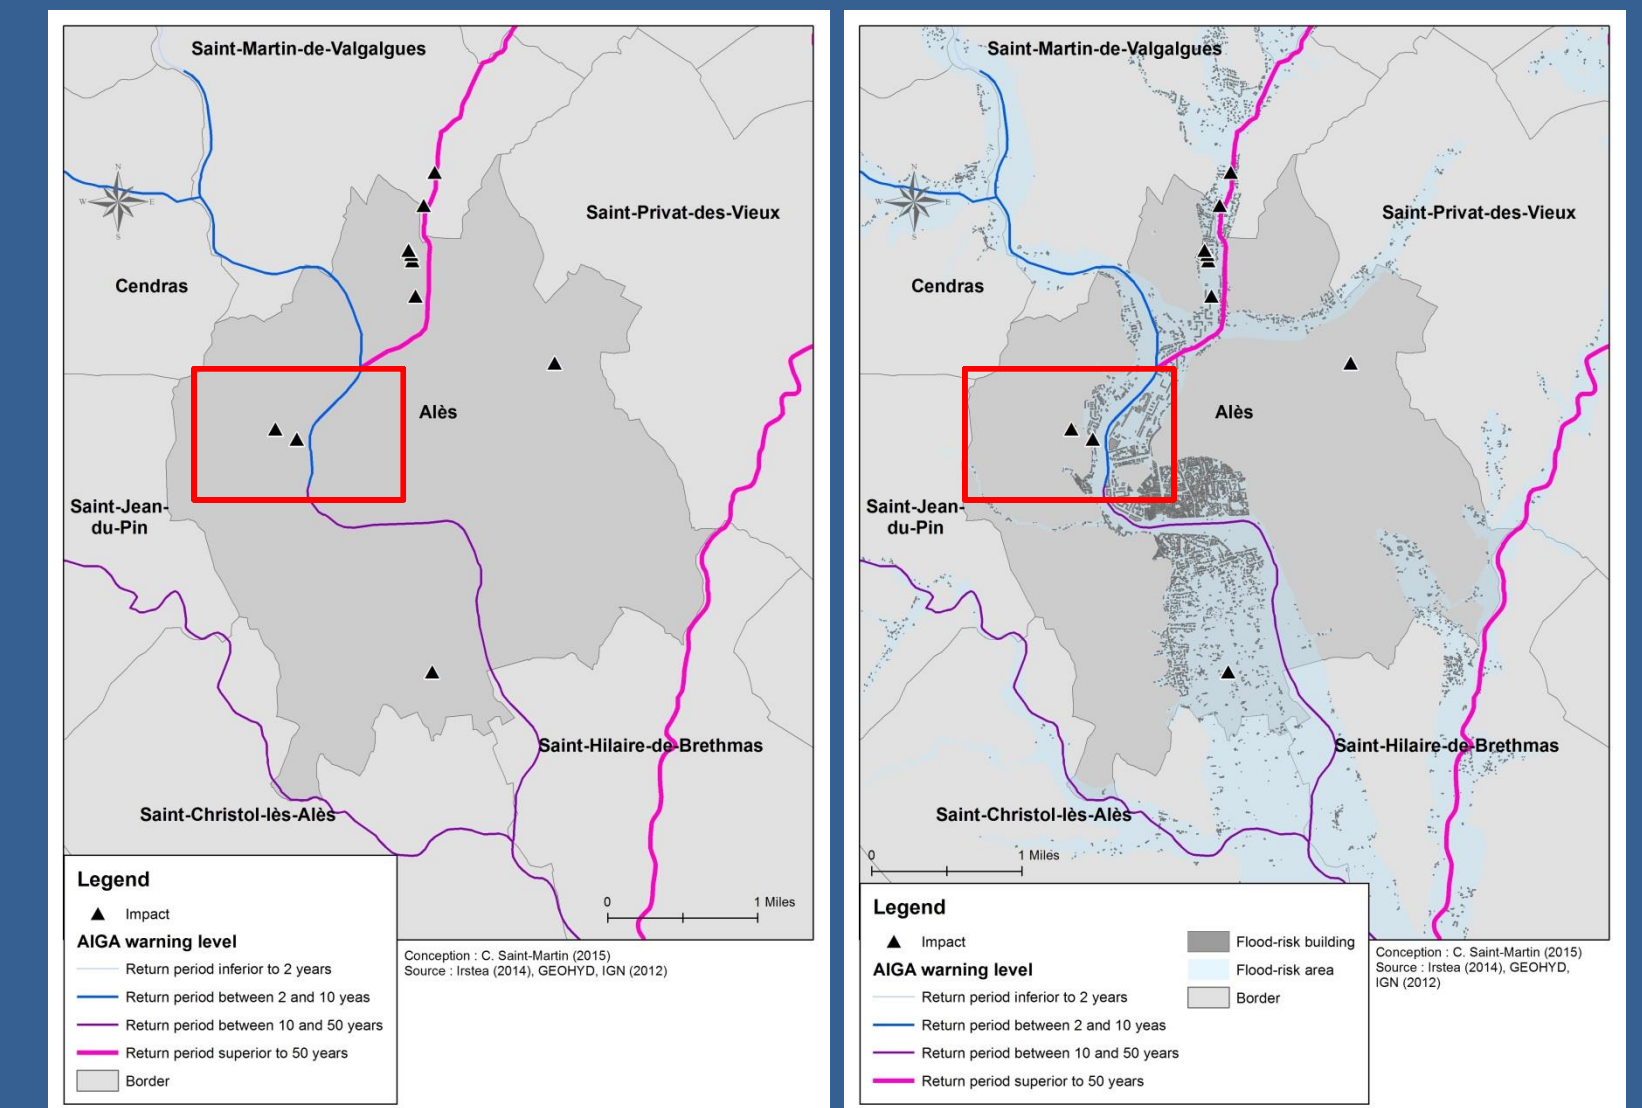 Saint-Martin-de-Valgalgues
N
W E
S
Saint-Privat-des-Vieux
Cendras
Alès
Saint-Jean-
du-Pin
Saint-Hilaire-de-Brethmas
Saint-Christol-lès-Alès
0 1 Miles
Legend
Impact
AIGA warning level
Return period inferior to 2 years
Return period between 2 and 10 yeas
Return period between 10 and 50 years
Return period superior to 50 years
Border
Conception : C. Saint-Martin (2015)
Source : Irstea (2014), GEOHYD, IGN (2012)
Saint-Martin-de-Valgalgues
N
W E
S
Saint-Privat-des-Vieux
Cendras
Alès
Saint-Jean-
du-Pin
Saint-Hilaire-de-Brethmas
Saint-Christol-lès-Alès
0 1 Miles
Legend
Impact
AIGA warning level
Return period inferior to 2 years
Return period between 2 and 10 yeas
Return period between 10 and 50 years
Return period superior to 50 years
Flood-risk building
Flood-risk area
Border
Conception : C. Saint-Martin (2015)
Source : Irstea (2014), GEOHYD,
IGN (2012)